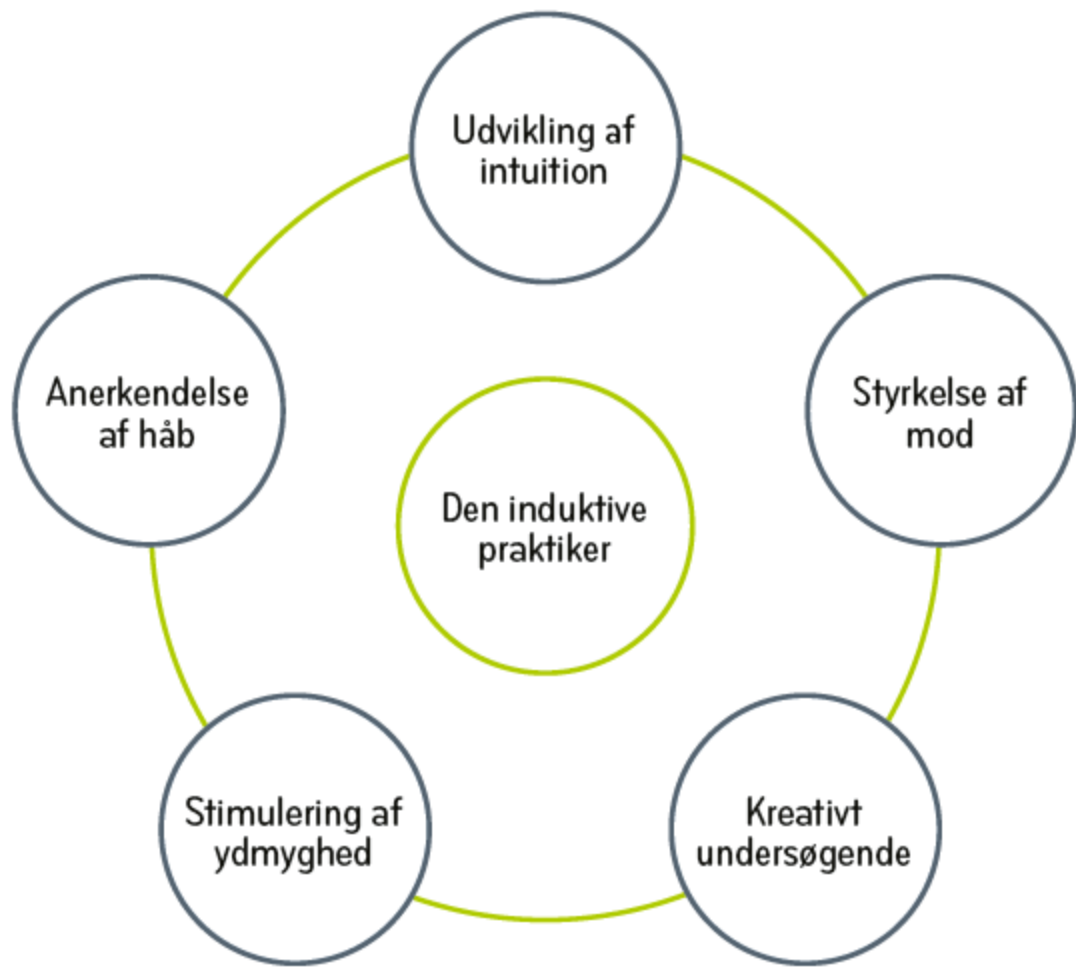 Udvikling af
intuition
Styrkelse af
mod
Kreativt
undersøgende
Stimulering af
ydmyghed
Anerkendelse
af håb
Den induktive
praktiker